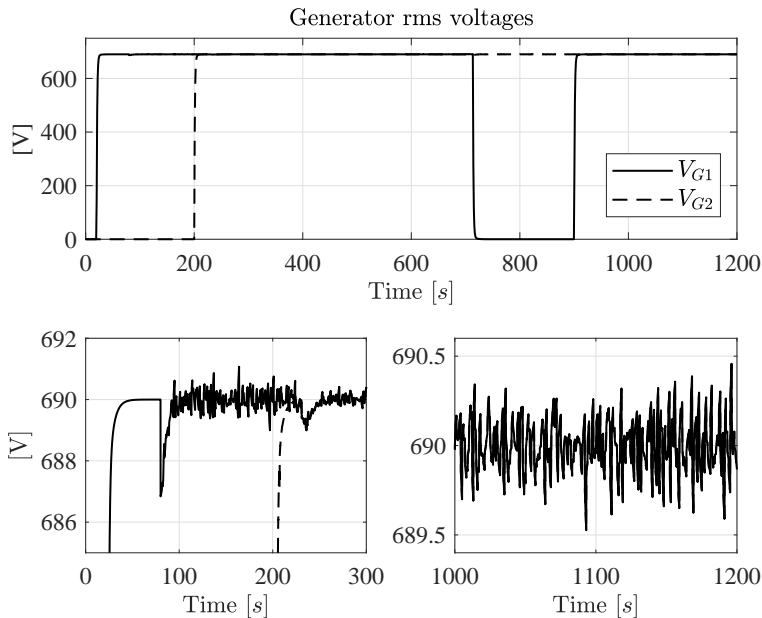 Generator rms voltages
[V]
600
400
200
0
0 200 400 600 800 1000 1200
Time [s]
V_{G1}
V_{G2}
[V]
692
690
688
686
0 100 200 300
Time [s]
690.5
690
689.5
1000 1100 1200
Time [s]